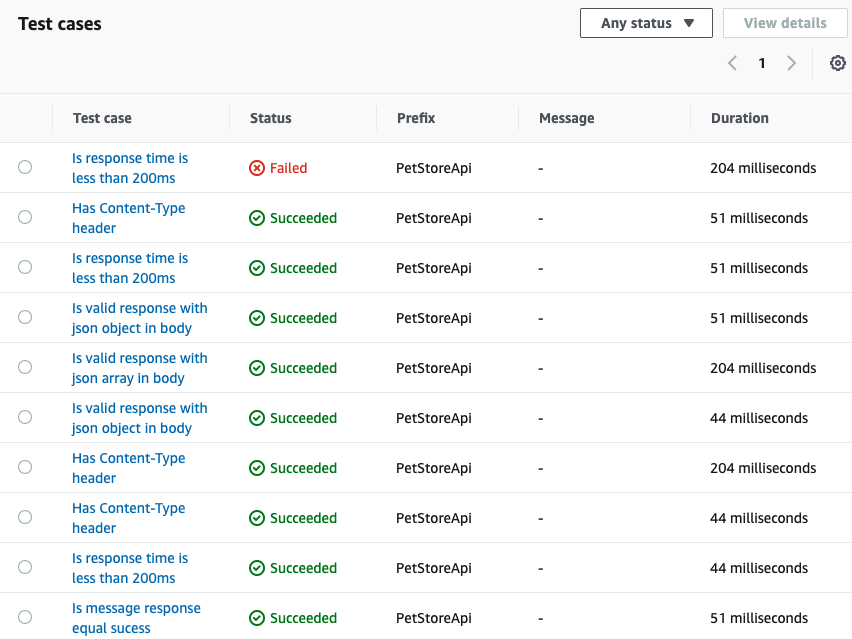 Test cases
Any status
View details
1
Test case Status Prefix Message Duration
Is response time is
less than 200ms
Failed PetStoreApi - 204 milliseconds
Has Content-Type
header
Succeeded PetStoreApi - 51 milliseconds
Is response time is
less than 200ms
Succeeded PetStoreApi - 51 milliseconds
Is valid response with
json object in body
Succeeded PetStoreApi - 51 milliseconds
Is valid response with
json array in body
Succeeded PetStoreApi - 204 milliseconds
Is valid response with
json object in body
Succeeded PetStoreApi - 44 milliseconds
Has Content-Type
header
Succeeded PetStoreApi - 204 milliseconds
Has Content-Type
header
Succeeded PetStoreApi - 44 milliseconds
Is response time is
less than 200ms
Succeeded PetStoreApi - 44 milliseconds
Is message response
equal sucess
Succeeded PetStoreApi - 51 milliseconds